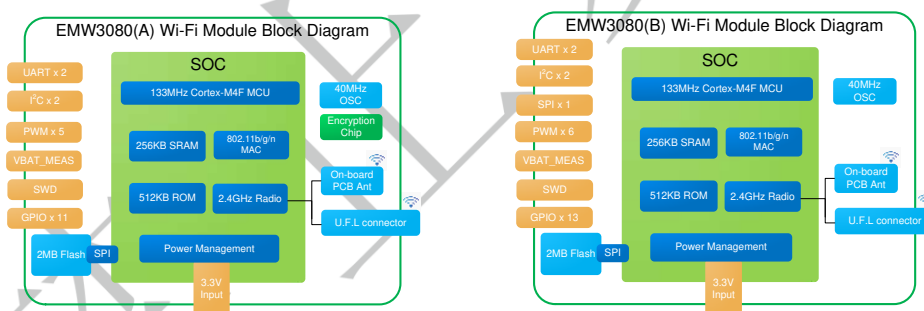 EMW3080(A) Wi-Fi Module Block Diagram
SOC
UART x 2
I²C x 2
PWM x 5
VBAT_MEAS
SWD
GPIO x 11
2MB Flash
SPI
133MHz Cortex-M4F MCU
256KB SRAM
802.11b/g/n
MAC
512KB ROM
2.4GHz Radio
Power Management
3.3V
Input
40MHz
OSC
Encryption
Chip
On-board
PCB Ant
U.F.L connector
EMW3080(B) Wi-Fi Module Block Diagram
SOC
UART x 2
I²C x 2
SPI x 1
PWM x 6
VBAT_MEAS
SWD
GPIO x 13
2MB Flash
SPI
133MHz Cortex-M4F MCU
256KB SRAM
802.11b/g/n
MAC
512KB ROM
2.4GHz Radio
Power Management
3.3V
Input
40MHz
OSC
On-board
PCB Ant
U.F.L connector